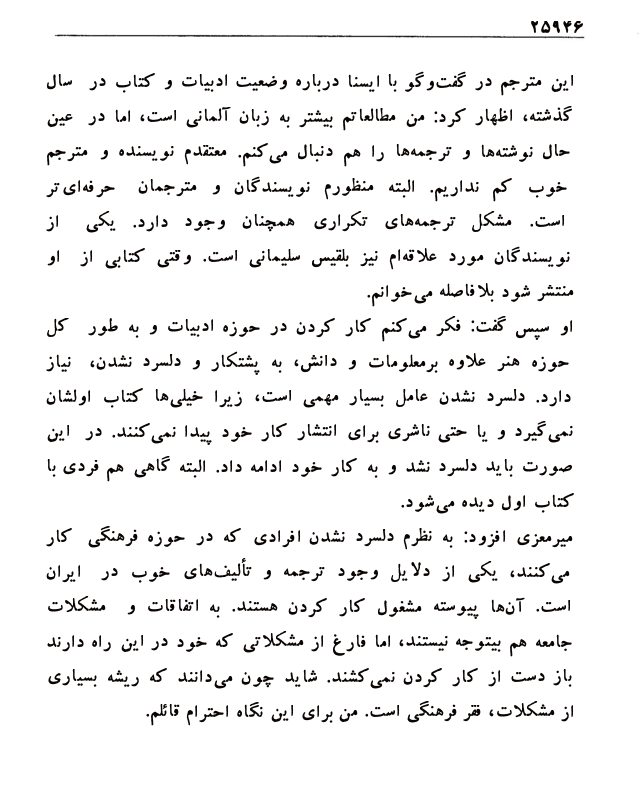 ۲۵۹۴۶
این مترجم در گفت‌وگو با ایسنا درباره وضعیت ادبیات و کتاب در سال
گذشته، اظهار کرد: من مطالعاتم بیشتر به زبان آلمانی است، اما در عین
حال نوشته‌ها و ترجمه‌ها را هم دنبال می‌کنم. معتقدم نویسنده و مترجم
خوب کم نداریم. البته منظورم نویسندگان و مترجمان حرفه‌ای‌تر
است. مشکل ترجمه‌های تکراری همچنان وجود دارد. یکی از
نویسندگان مورد علاقه‌ام نیز بلقیس سلیمانی است. وقتی کتابی از او
منتشر شود بلافاصله می‌خوانم.
او سپس گفت: فکر می‌کنم کار کردن در حوزه ادبیات و به طور کل
حوزه هنر علاوه برمعلومات و دانش، به پشتکار و دلسرد نشدن، نیاز
دارد. دلسرد نشدن عامل بسیار مهمی است، زیرا خیلی‌ها کتاب اولشان
نمی‌گیرد و یا حتی ناشری برای انتشار کار خود پیدا نمی‌کنند. در این
صورت باید دلسرد نشد و به کار خود ادامه داد. البته گاهی هم فردی با
کتاب اول دیده می‌شود.
میرمعزی افزود: به نظرم دلسرد نشدن افرادی که در حوزه فرهنگی کار
می‌کنند، یکی از دلایل وجود ترجمه و تألیف‌های خوب در ایران
است. آن‌ها پیوسته مشغول کار کردن هستند. به اتفاقات و مشکلات
جامعه هم بیتوجه نیستند، اما فارغ از مشکلاتی که خود در این راه دارند
باز دست از کار کردن نمی‌کشند. شاید چون می‌دانند که ریشه بسیاری
از مشکلات، فقر فرهنگی است. من برای این نگاه احترام قائلم.